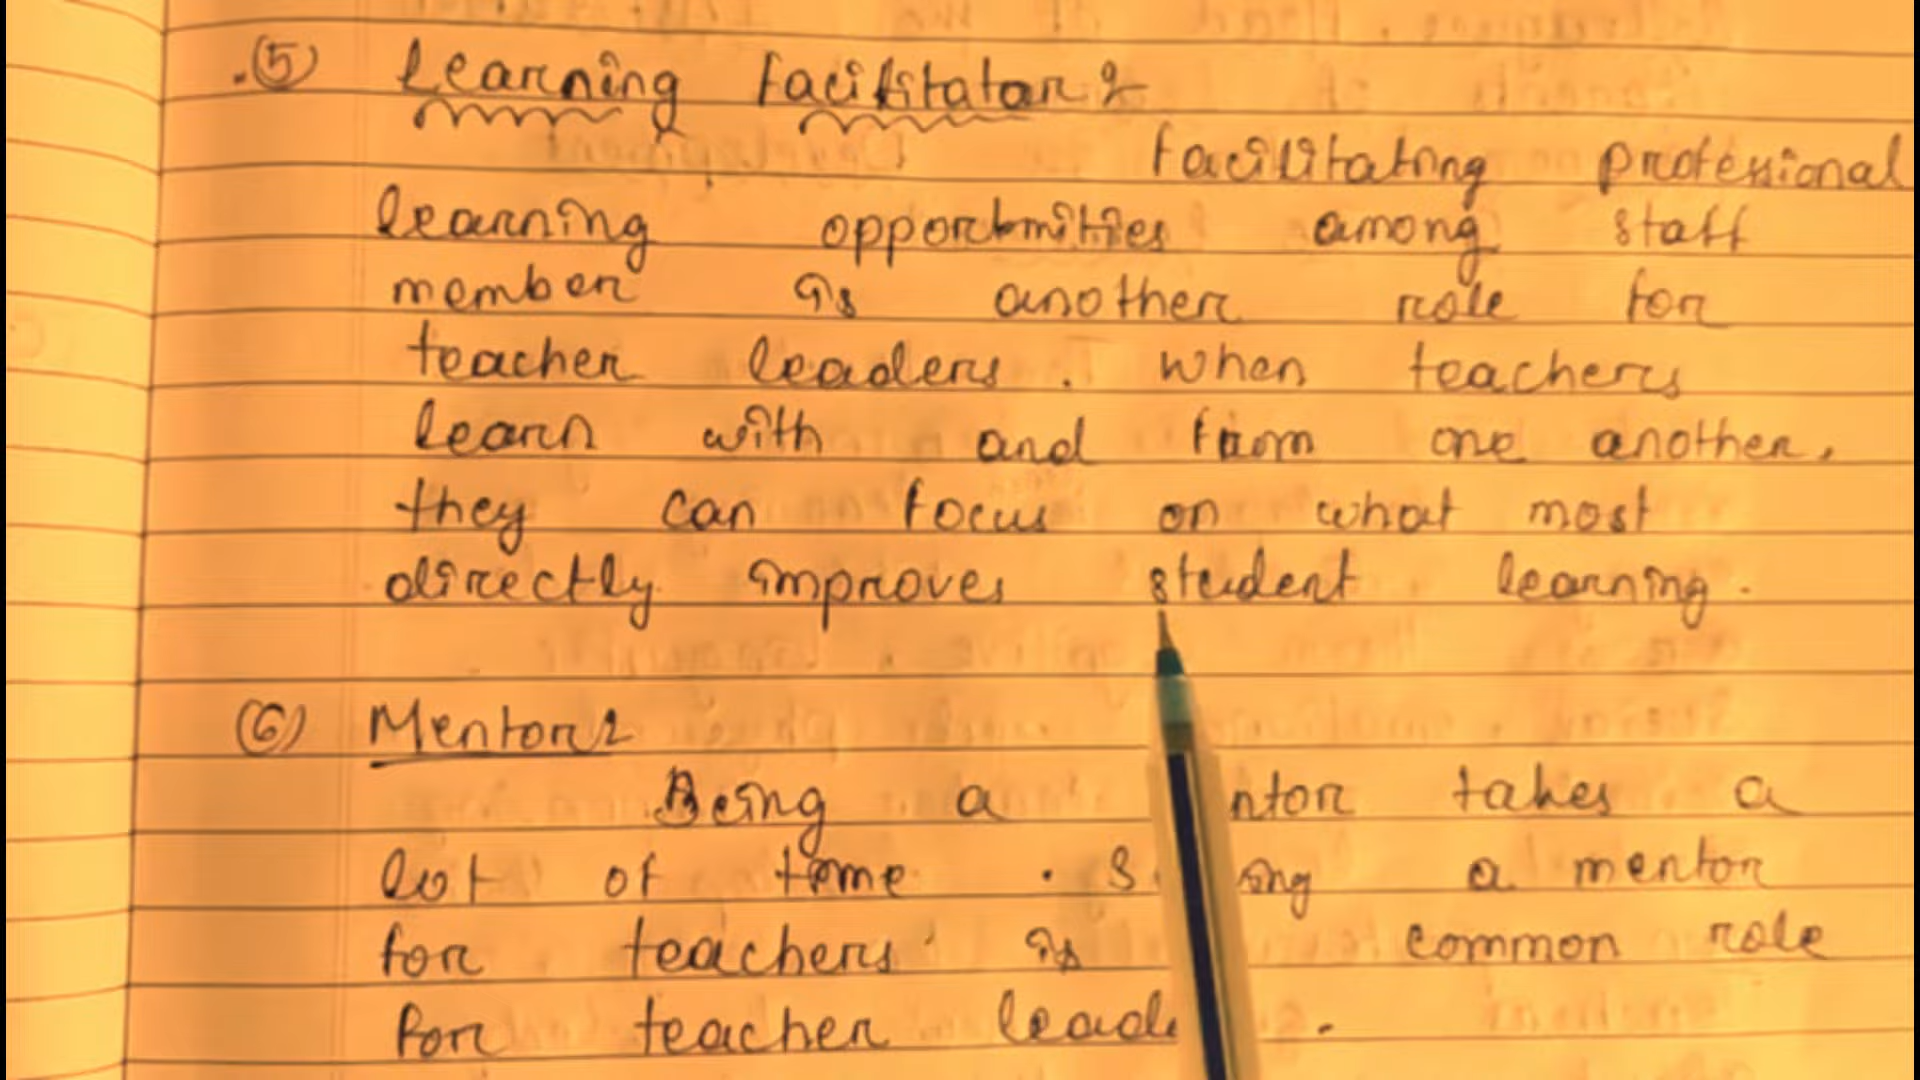 (5) Learning Facilitator :-
Facilitating professional
learning opportunities among staff
member is another role for
teacher leaders . when teachers
learn with and from one another,
they can focus on what most
directly improves student learning .
(6) Mentor :-
Being a takes a
lot of time . a mentor
for teachers is common role
for teacher .